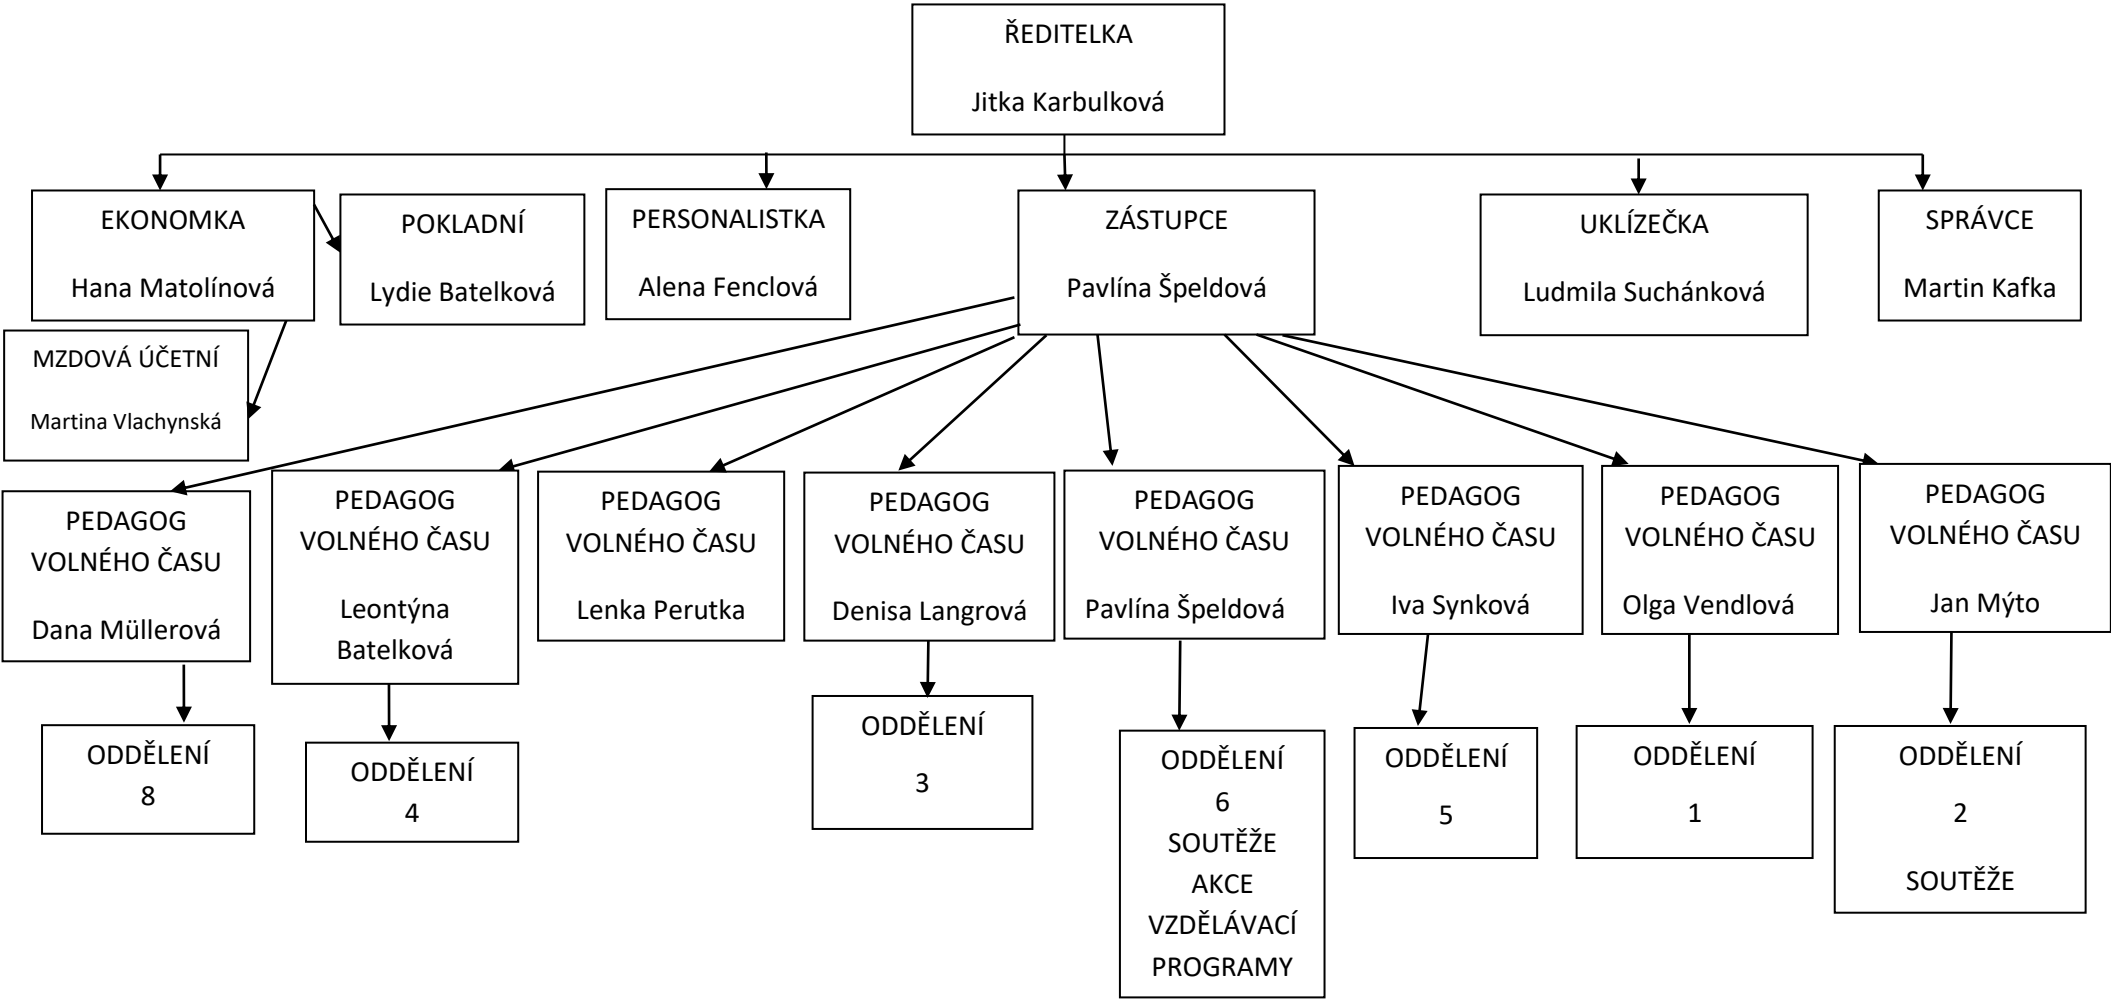 ŘEDITELKA
Jitka Karbulková
EKONOMKA
Hana Matolínová
POKLADNÍ
Lydie Batelková
PERSONALISTKA
Alena Fenclová
ZÁSTUPCE
Pavlína Špeldová
UKLÍZEČKA
Ludmila Suchánková
SPRÁVCE
Martin Kafka
MZDOVÁ ÚČETNÍ
Martina Vlachynská
PEDAGOG
VOLNÉHO ČASU
Dana Müllerová
PEDAGOG
VOLNÉHO ČASU
Leontýna
Batelková
PEDAGOG
VOLNÉHO ČASU
Lenka Perutka
PEDAGOG
VOLNÉHO ČASU
Denisa Langrová
PEDAGOG
VOLNÉHO ČASU
Pavlína Špeldová
PEDAGOG
VOLNÉHO ČASU
Iva Synková
PEDAGOG
VOLNÉHO ČASU
Olga Vendlová
PEDAGOG
VOLNÉHO ČASU
Jan Mýto
ODDĚLENÍ
8
ODDĚLENÍ
4
ODDĚLENÍ
3
ODDĚLENÍ
6
SOUTĚŽE
AKCE
VZDĚLÁVACÍ
PROGRAMY
ODDĚLENÍ
5
ODDĚLENÍ
1
ODDĚLENÍ
2
SOUTĚŽE